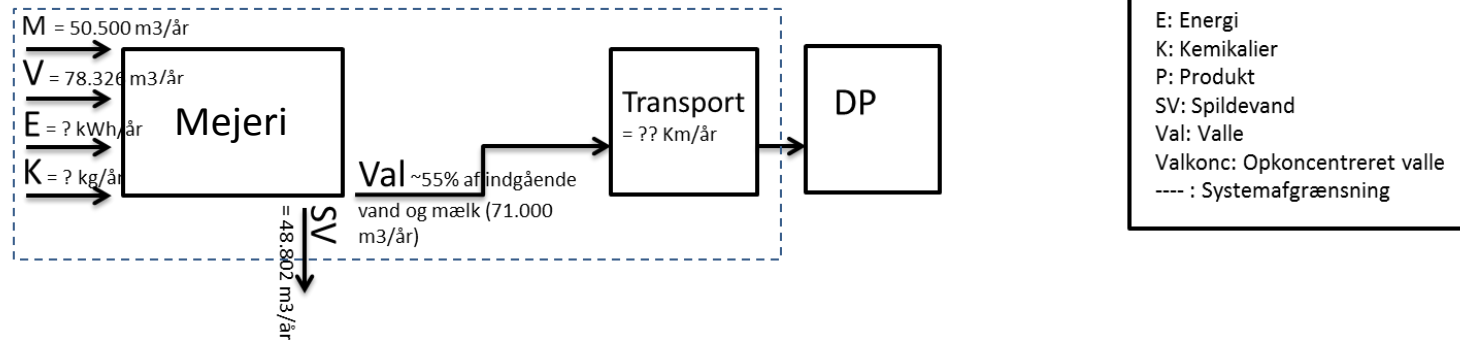 M = 50.500 m3/år
V = 78.326 m3/år
E = ? kWh/år
K = ? kg/år
Mejeri
SV
= 48.802 m3/år
Val ~55% af indgående
vand og mælk (71.000
m3/år)
Transport
= ?? Km/år
DP
E: Energi
K: Kemikalier
P: Produkt
SV: Spildevand
Val: Valle
Valkonc: Opkoncentreret valle
---- : Systemafgrænsning